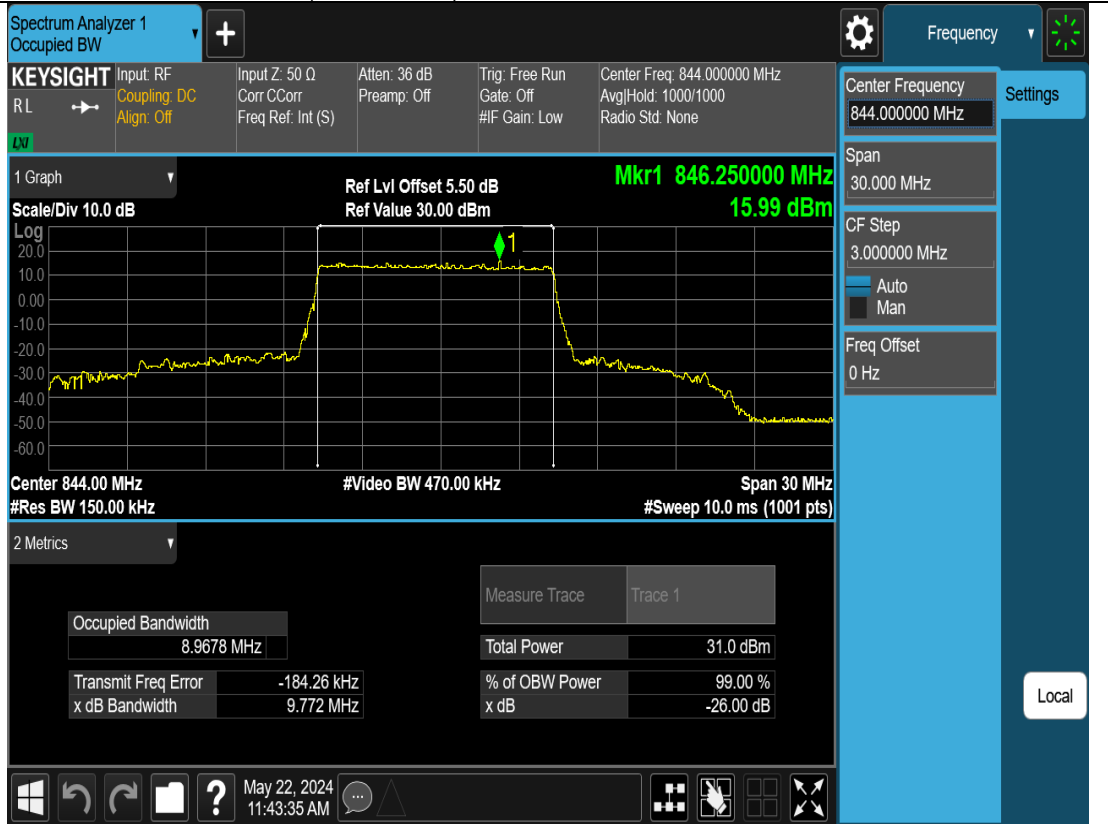 Spectrum Analyzer 1
Occupied BW
Frequency
KEYSIGHT
R L
LXI
Input: RF
Coupling: DC
Align: Off
Input Z: 50 Ω
Corr CCorr
Freq Ref: Int (S)
Atten: 36 dB
Preamp: Off
Trig: Free Run
Gate: Off
#IF Gain: Low
Center Freq: 844.000000 MHz
Avg|Hold: 1000/1000
Radio Std: None
Center Frequency
844.000000 MHz
Settings
Span
30.000 MHz
CF Step
3.000000 MHz
Auto
Man
Freq Offset
0 Hz
Local
1 Graph
Scale/Div 10.0 dB
Ref Lvl Offset 5.50 dB
Ref Value 30.00 dBm
Mkr1 846.250000 MHz
15.99 dBm
Log
1
20.0
10.0
0.00
-10.0
-20.0
-30.0
-40.0
-50.0
-60.0
Center 844.00 MHz
#Video BW 470.00 kHz
Span 30 MHz
#Res BW 150.00 kHz
#Sweep 10.0 ms (1001 pts)
2 Metrics
Measure Trace
Trace 1
Occupied Bandwidth
8.9678 MHz
Total Power
31.0 dBm
Transmit Freq Error
-184.26 kHz
% of OBW Power
99.00 %
x dB Bandwidth
9.772 MHz
x dB
-26.00 dB
May 22, 2024
11:43:35 AM